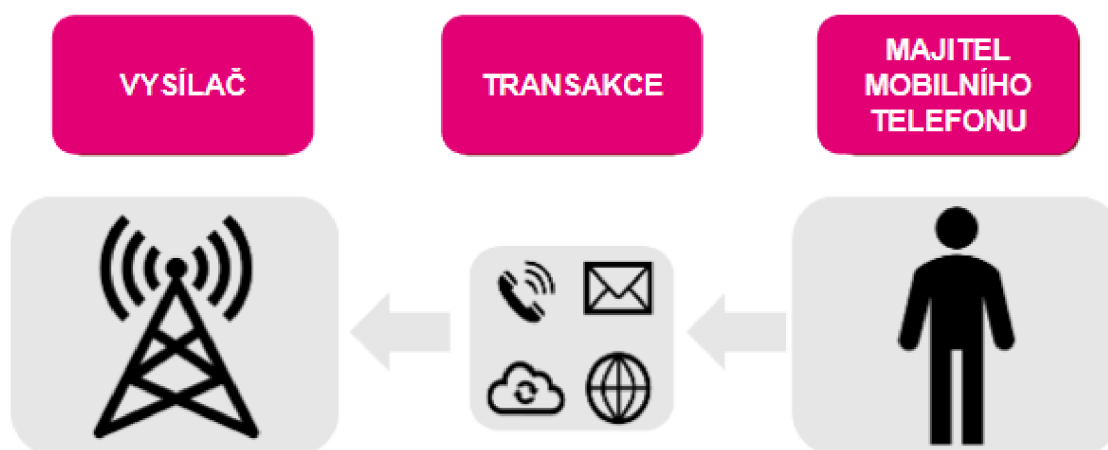 VYSÍLAČ
TRANSAKCE
MAJITEL
MOBILNÍHO
TELEFONU